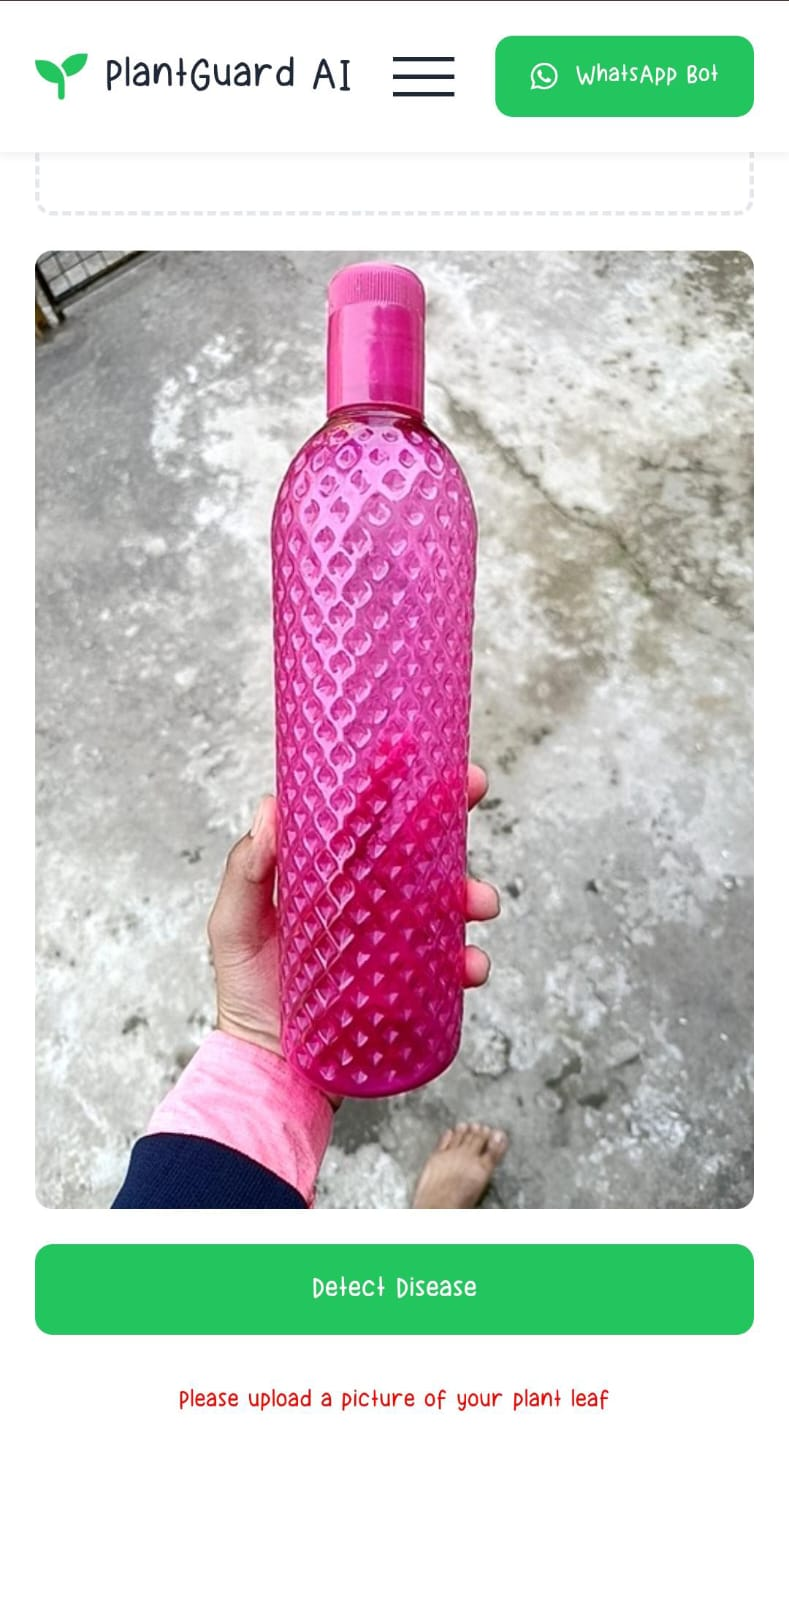 PlantGuard AI
WhatsApp Bot
Detect Disease
Please upload a picture of your plant leaf